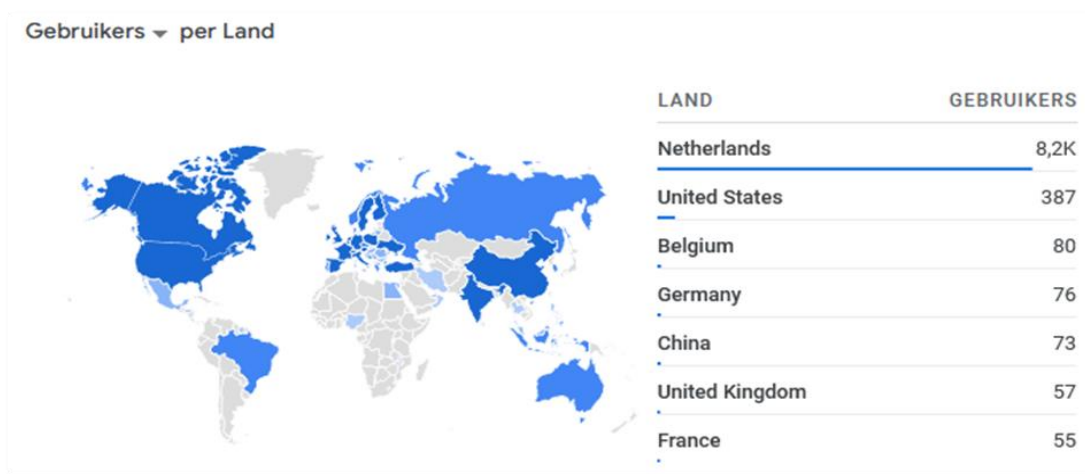 Gebruikers per Land
LAND GEBRUIKERS
Netherlands 8,2K
United States 387
Belgium 80
Germany 76
China 73
United Kingdom 57
France 55